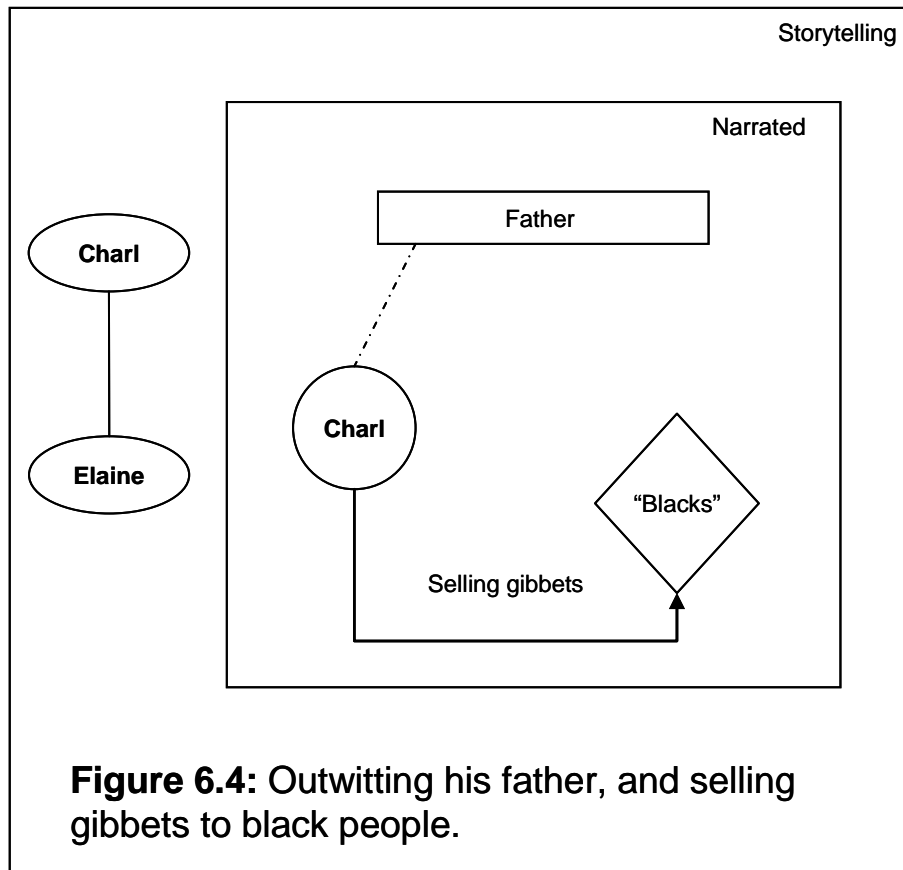 Storytelling
Narrated
Father
Charl
Charl
Elaine
“Blacks”
Selling gibbets
Figure 6.4: Outwitting his father, and selling
gibbets to black people.